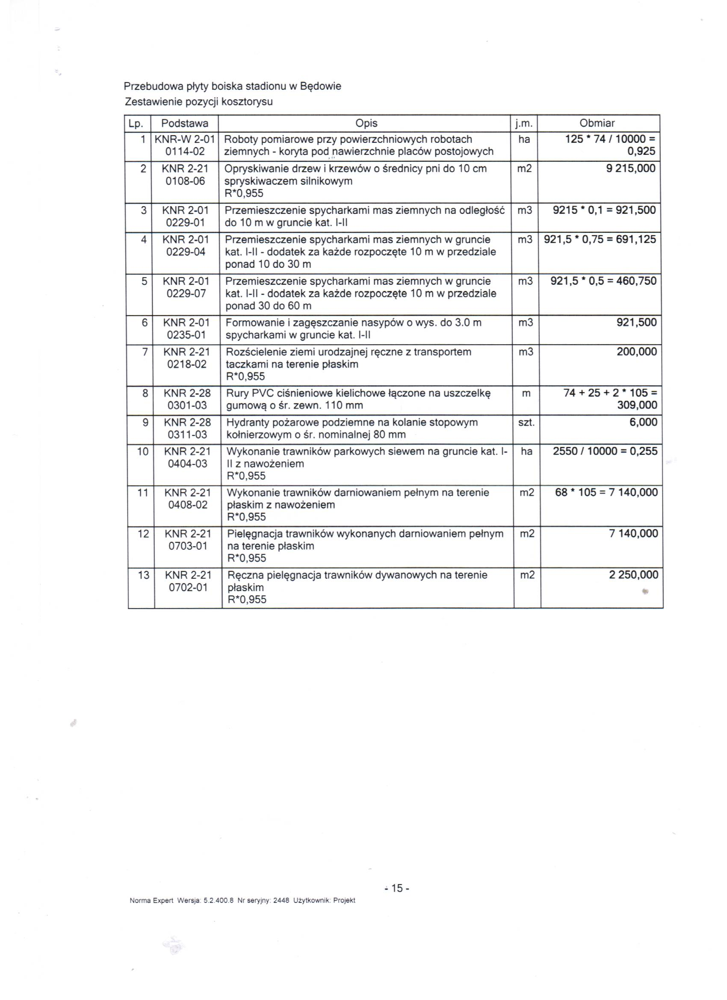 Przebudowa płyty boiska stadionu w Będowie
Zestawienie pozycji kosztorysu
Lp. Podstawa Opis j.m. Obmiar
1 KNR-W 2-01 Roboty pomiarowe przy powierzchniowych robotach ha 125 * 74 / 10000 =
0114-02 ziemnych - koryta pod nawierzchnie placów postojowych 0,925
2 KNR 2-21 Opryskiwanie drzew i krzewów o średnicy pni do 10 cm m2 9 215,000
0108-06 spryskiwaczem silnikowym
R*0,955
3 KNR 2-01 Przemieszczenie spycharkami mas ziemnych na odległość m3 9215 * 0,1 = 921,500
0229-01 do 10 m w gruncie kat. I-II
4 KNR 2-01 Przemieszczenie spycharkami mas ziemnych w gruncie m3 921,5 * 0,75 = 691,125
0229-04 kat. I-II - dodatek za każde rozpoczęte 10 m w przedziale
ponad 10 do 30 m
5 KNR 2-01 Przemieszczenie spycharkami mas ziemnych w gruncie m3 921,5 * 0,5 = 460,750
0229-07 kat. I-II - dodatek za każde rozpoczęte 10 m w przedziale
ponad 30 do 60 m
6 KNR 2-01 Formowanie i zagęszczanie nasypów o wys. do 3.0 m m3 921,500
0235-01 spycharkami w gruncie kat. I-II
7 KNR 2-21 Rozścielenie ziemi urodzajnej ręczne z transportem m3 200,000
0218-02 taczkami na terenie płaskim
R*0,955
8 KNR 2-28 Rury PVC ciśnieniowe kielichowe łączone na uszczelkę m 74 + 25 + 2 * 105 =
0301-03 gumową o śr. zewn. 110 mm 309,000
9 KNR 2-28 Hydranty pożarowe podziemne na kolanie stopowym szt. 6,000
0311-03 kołnierzowym o śr. nominalnej 80 mm
10 KNR 2-21 Wykonanie trawników parkowych siewem na gruncie kat. I- ha 2550 / 10000 = 0,255
0404-03 II z nawożeniem
R*0,955
11 KNR 2-21 Wykonanie trawników darniowaniem pełnym na terenie m2 68 * 105 = 7 140,000
0408-02 płaskim z nawożeniem
R*0,955
12 KNR 2-21 Pielęgnacja trawników wykonanych darniowaniem pełnym m2 7 140,000
0703-01 na terenie płaskim
R*0,955
13 KNR 2-21 Ręczna pielęgnacja trawników dywanowych na terenie m2 2 250,000
0702-01 płaskim
R*0,955
- 15 -
Norma Expert Wersja: 5.2.400.8 Nr seryjny: 2448 Użytkownik: Projekt